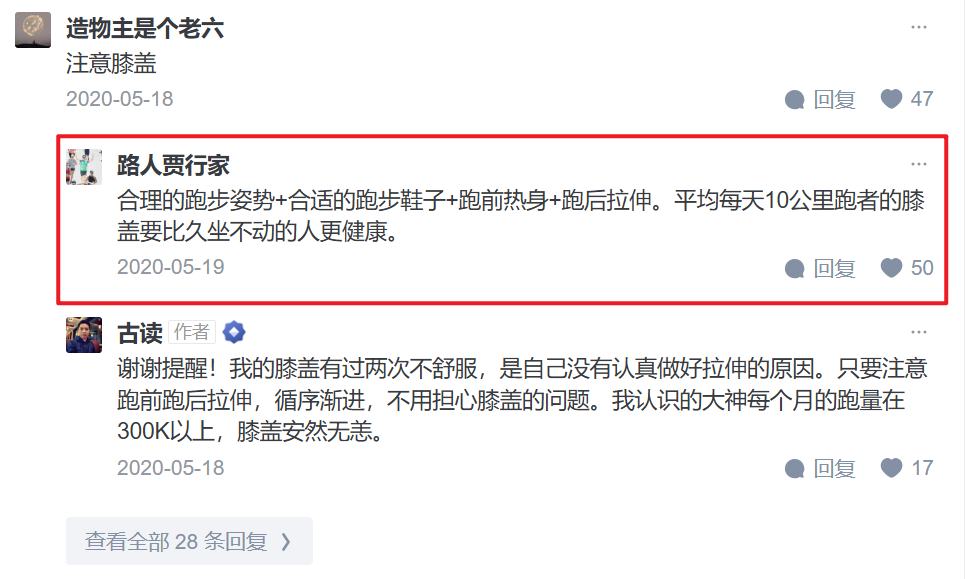 造物主是个老六
注意膝盖
2020-05-18
回复 47
路人贾行家
合理的跑步姿势+合适的跑步鞋子+跑前热身+跑后拉伸。平均每天10公里跑者的膝
盖要比久坐不动的人更健康。
2020-05-19
回复 50
古读 作者
谢谢提醒！我的膝盖有过两次不舒服，是自己没有认真做好拉伸的原因。只要注意
跑前跑后拉伸，循序渐进，不用担心膝盖的问题。我认识的大神每个月的跑量在
300K以上，膝盖安然无恙。
2020-05-18
回复 17
查看全部 28 条回复